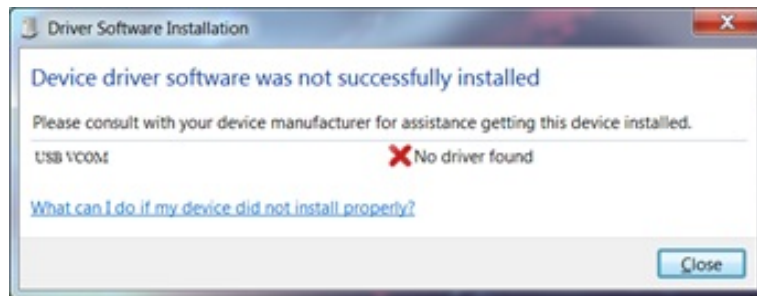 Driver Software Installation
Device driver software was not successfully installed
Please consult with your device manufacturer for assistance getting this device installed.
USB VCOM No driver found
What can I do if my device did not install properly?
Close